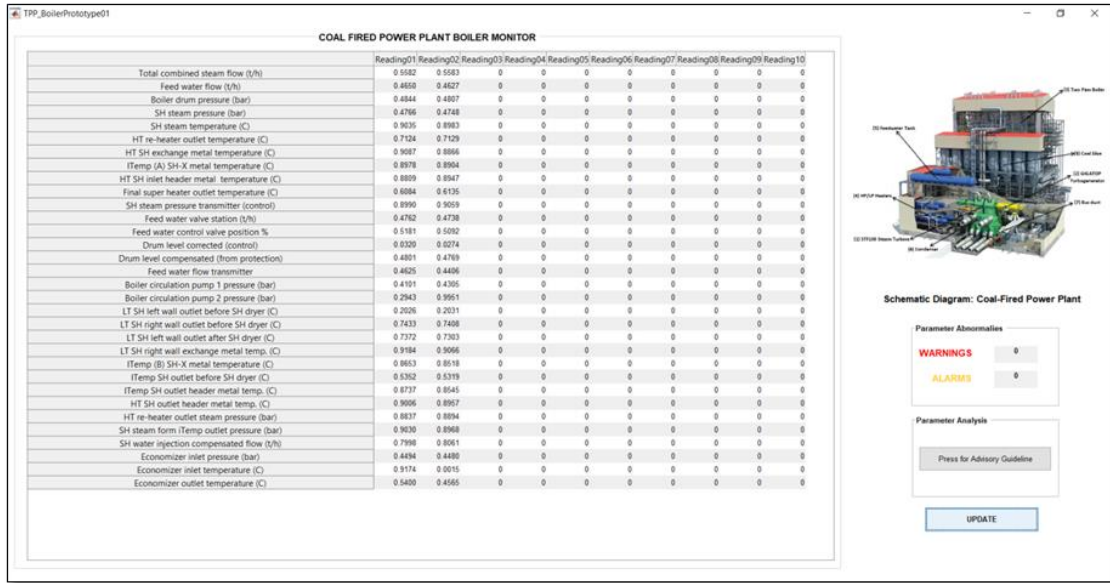 TPP_BoilerPrototype01
COAL FIRED POWER PLANT BOILER MONITOR
Reading01 Reading02 Reading03 Reading04 Reading05 Reading06 Reading07 Reading08 Reading09 Reading10
Total combined steam flow (t/h) 0.5582 0.5583 0 0 0 0 0 0 0 0
Feed water flow (t/h) 0.4650 0.4627 0 0 0 0 0 0 0 0
Boiler drum pressure (bar) 0.4844 0.4807 0 0 0 0 0 0 0 0
SH steam pressure (bar) 0.4766 0.4748 0 0 0 0 0 0 0 0
SH steam temperature (C) 0.9035 0.8983 0 0 0 0 0 0 0 0
HT re-heater outlet temperature (C) 0.7124 0.7129 0 0 0 0 0 0 0 0
HT SH exchange metal temperature (C) 0.9087 0.8866 0 0 0 0 0 0 0 0
ITemp (A) SH-X metal temperature (C) 0.8978 0.8904 0 0 0 0 0 0 0 0
HT SH inlet header metal temperature (C) 0.8809 0.8947 0 0 0 0 0 0 0 0
Final super heater outlet temperature (C) 0.6084 0.6135 0 0 0 0 0 0 0 0
SH steam pressure transmitter (control) 0.8990 0.9059 0 0 0 0 0 0 0 0
Feed water valve station (t/h) 0.4762 0.4738 0 0 0 0 0 0 0 0
Feed water control valve position % 0.5181 0.5092 0 0 0 0 0 0 0 0
Drum level corrected (control) 0.0320 0.0274 0 0 0 0 0 0 0 0
Drum level compensated (from protection) 0.4801 0.4769 0 0 0 0 0 0 0 0
Feed water flow transmitter 0.4625 0.4406 0 0 0 0 0 0 0 0
Boiler circulation pump 1 pressure (bar) 0.4101 0.4305 0 0 0 0 0 0 0 0
Boiler circulation pump 2 pressure (bar) 0.2943 0.9951 0 0 0 0 0 0 0 0
LT SH left wall outlet before SH dryer (C) 0.2026 0.2031 0 0 0 0 0 0 0 0
LT SH right wall outlet before SH dryer (C) 0.7433 0.7408 0 0 0 0 0 0 0 0
LT SH left wall outlet after SH dryer (C) 0.7372 0.7303 0 0 0 0 0 0 0 0
LT SH right wall exchange metal temp. (C) 0.9184 0.9066 0 0 0 0 0 0 0 0
ITemp (B) SH-X metal temperature (C) 0.8653 0.8518 0 0 0 0 0 0 0 0
ITemp SH outlet before SH dryer (C) 0.5352 0.5319 0 0 0 0 0 0 0 0
ITemp SH outlet header metal temp. (C) 0.8737 0.8545 0 0 0 0 0 0 0 0
HT SH outlet header metal temp. (C) 0.9006 0.8957 0 0 0 0 0 0 0 0
HT re-heater outlet steam pressure (bar) 0.8837 0.8894 0 0 0 0 0 0 0 0
SH steam form iTemp outlet pressure (bar) 0.9030 0.8968 0 0 0 0 0 0 0 0
SH water injection compensated flow (t/h) 0.7998 0.8061 0 0 0 0 0 0 0 0
Economizer inlet pressure (bar) 0.4494 0.4480 0 0 0 0 0 0 0 0
Economizer inlet temperature (C) 0.9174 0.0015 0 0 0 0 0 0 0 0
Economizer outlet temperature (C) 0.5400 0.4565 0 0 0 0 0 0 0 0
(3) Two Pass Boiler
(5) Feedwater Tank
(7) Bus duct
(8) Condenser
Schematic Diagram: Coal-Fired Power Plant
Parameter Abnormalies
WARNINGS 0
ALARMS 0
Parameter Analysis
Press for Advisory Guideline
UPDATE